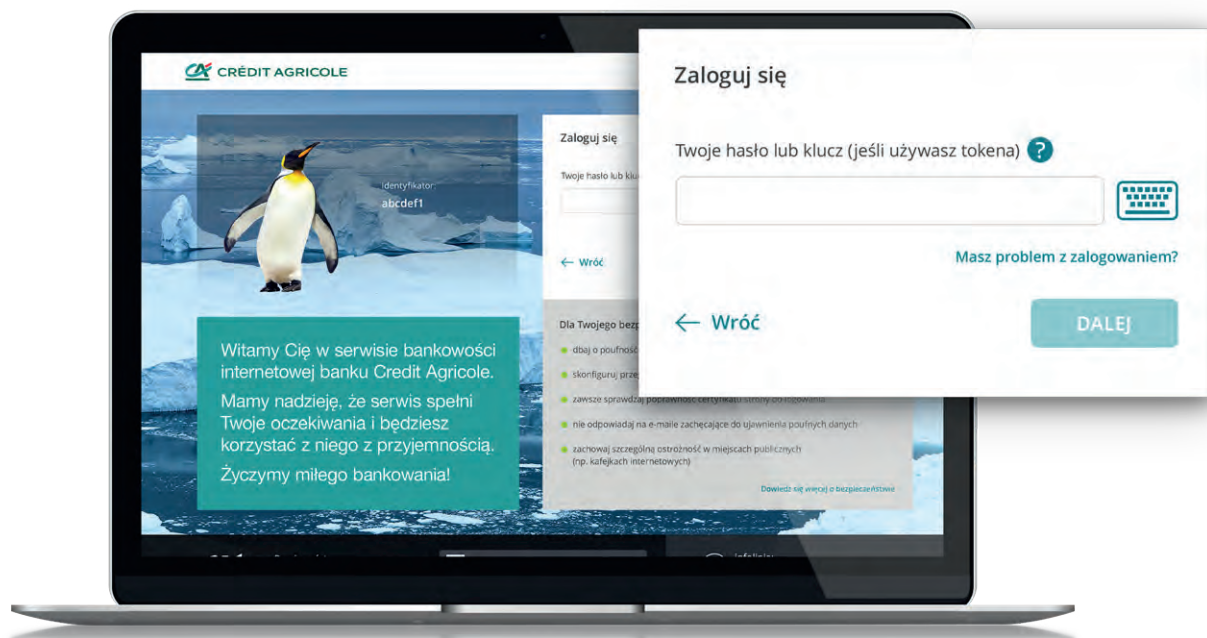 CRÉDIT AGRICOLE
Identyfikator:
abcdef1
Witamy Cię w serwisie bankowości
internetowej banku Credit Agricole.
Mamy nadzieję, że serwis spełni
Twoje oczekiwania i będziesz
korzystać z niego z przyjemnością.
Życzymy miłego bankowania!
Zaloguj się
Twoje hasło lub
← Wróć
Dla Twojego
dbaj o poufność
skonfiguruj
zawsze sprawdzaj poprawność certyfikatu strony do logowania
nie odpowiadaj na e-maile zachęcające do ujawnienia poufnych danych
zachowaj szczególną ostrożność w miejscach publicznych
(np. kafejkach internetowych)
Dowiedz się więcej o bezpieczeństwie
Zaloguj się
Twoje hasło lub klucz (jeśli używasz tokena) ?
Masz problem z zalogowaniem?
← Wróć
DALEJ